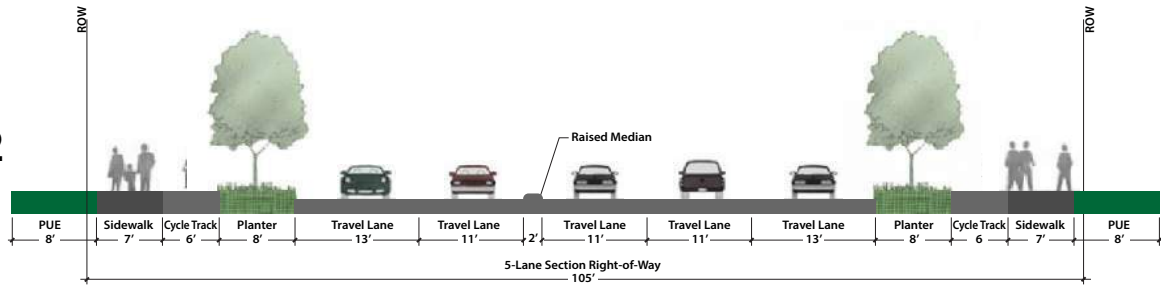 ROW
ROW
Raised Median
PUE Sidewalk Cycle Track Planter Travel Lane Travel Lane Travel Lane Travel Lane Travel Lane Planter Cycle Track Sidewalk PUE
8' 7' 6' 8' 13' 11' 2' 11' 11' 13' 8' 6 7' 8'
5-Lane Section Right-of-Way
105'